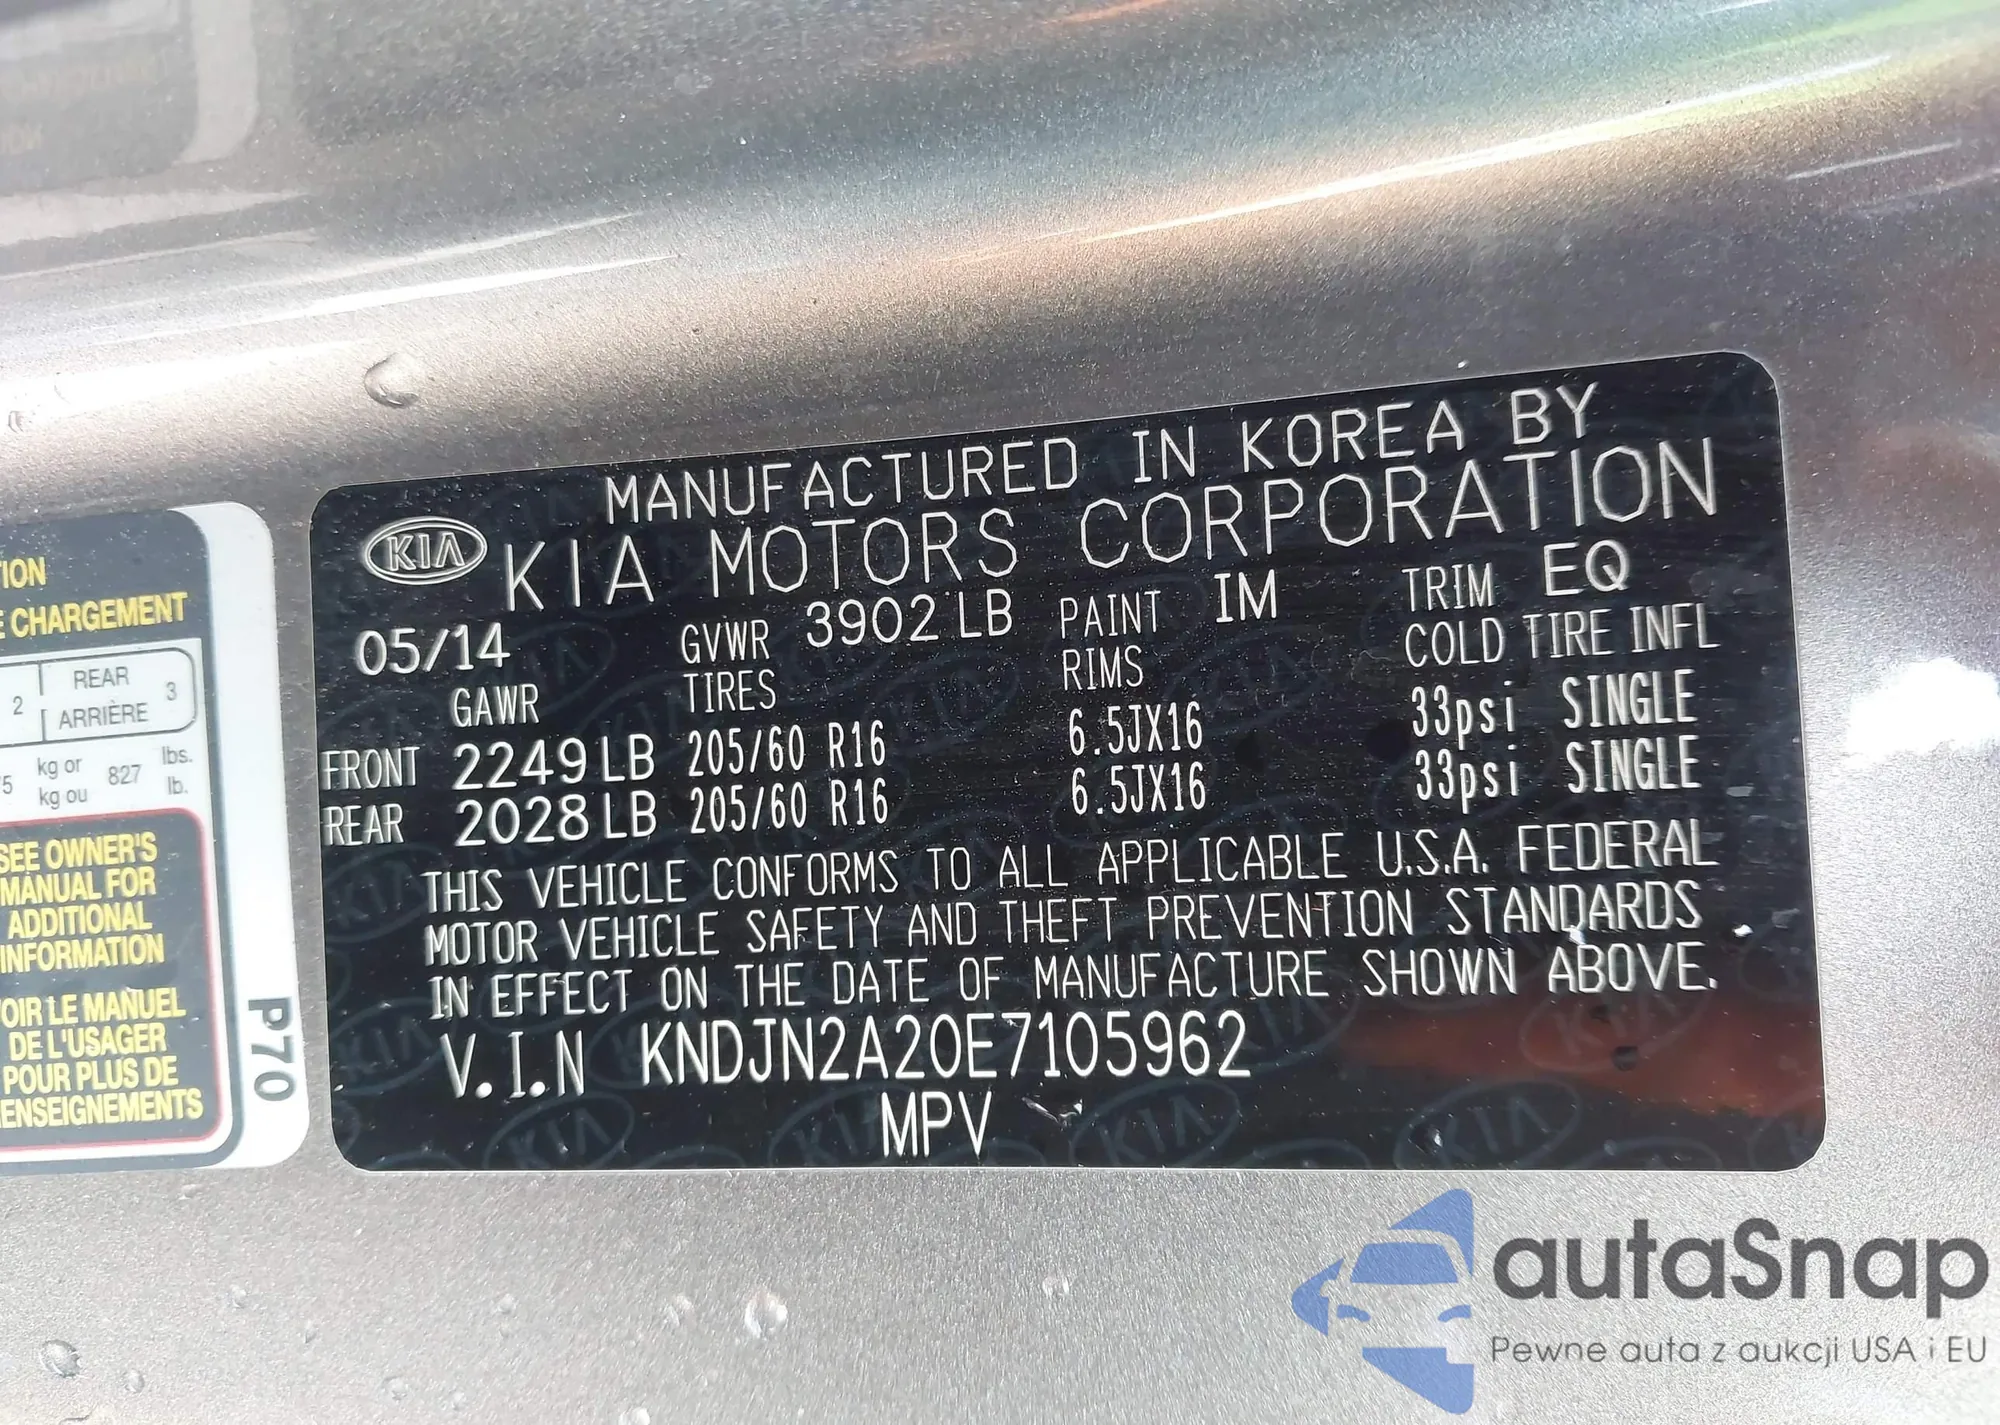 MANUFACTURED IN KOREA BY
KIA KIA MOTORS CORPORATION
05/14 GVWR 3902 LB PAINT IM TRIM EQ
GAWR TIRES RIMS COLD TIRE INFL
FRONT 2249 LB 205/60 R16 6.5JX16 33psi SINGLE
REAR 2028 LB 205/60 R16 6.5JX16 33psi SINGLE
THIS VEHICLE CONFORMS TO ALL APPLICABLE U.S.A. FEDERAL
MOTOR VEHICLE SAFETY AND THEFT PREVENTION STANDARDS
IN EFFECT ON THE DATE OF MANUFACTURE SHOWN ABOVE.
V.I.N KNDJN2A20E7105962
MPV
CHARGEMENT
2 REAR 3
ARRIÈRE
kg or 827 lbs.
kg ou lb.
SEE OWNER'S
MANUAL FOR
ADDITIONAL
INFORMATION
LE MANUEL
DE L'USAGER
POUR PLUS DE
P70
autaSnap
Pewne auta z aukcji USA i EU